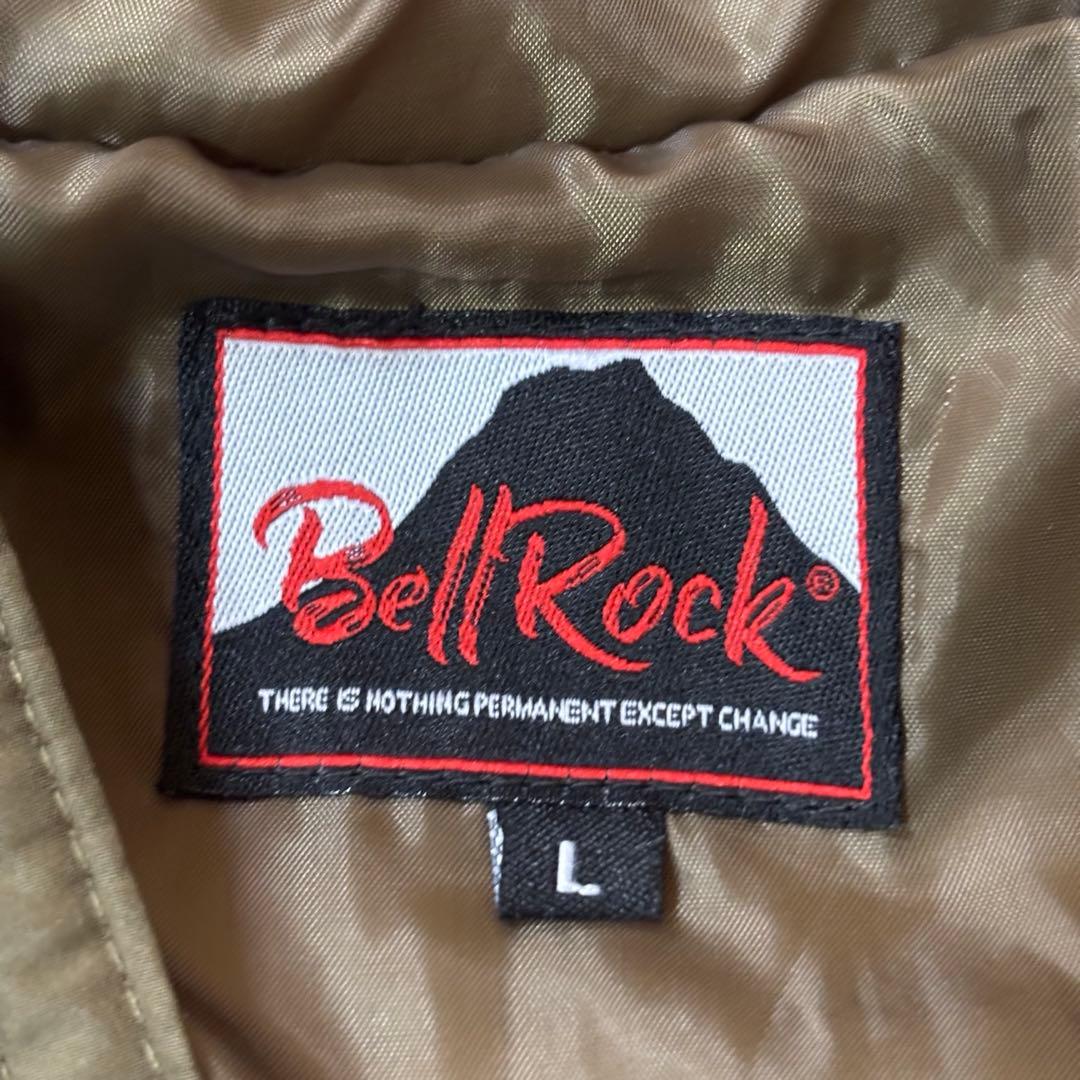 BellRock®
THERE IS NOTHING PERMANENT EXCEPT CHANGE
L